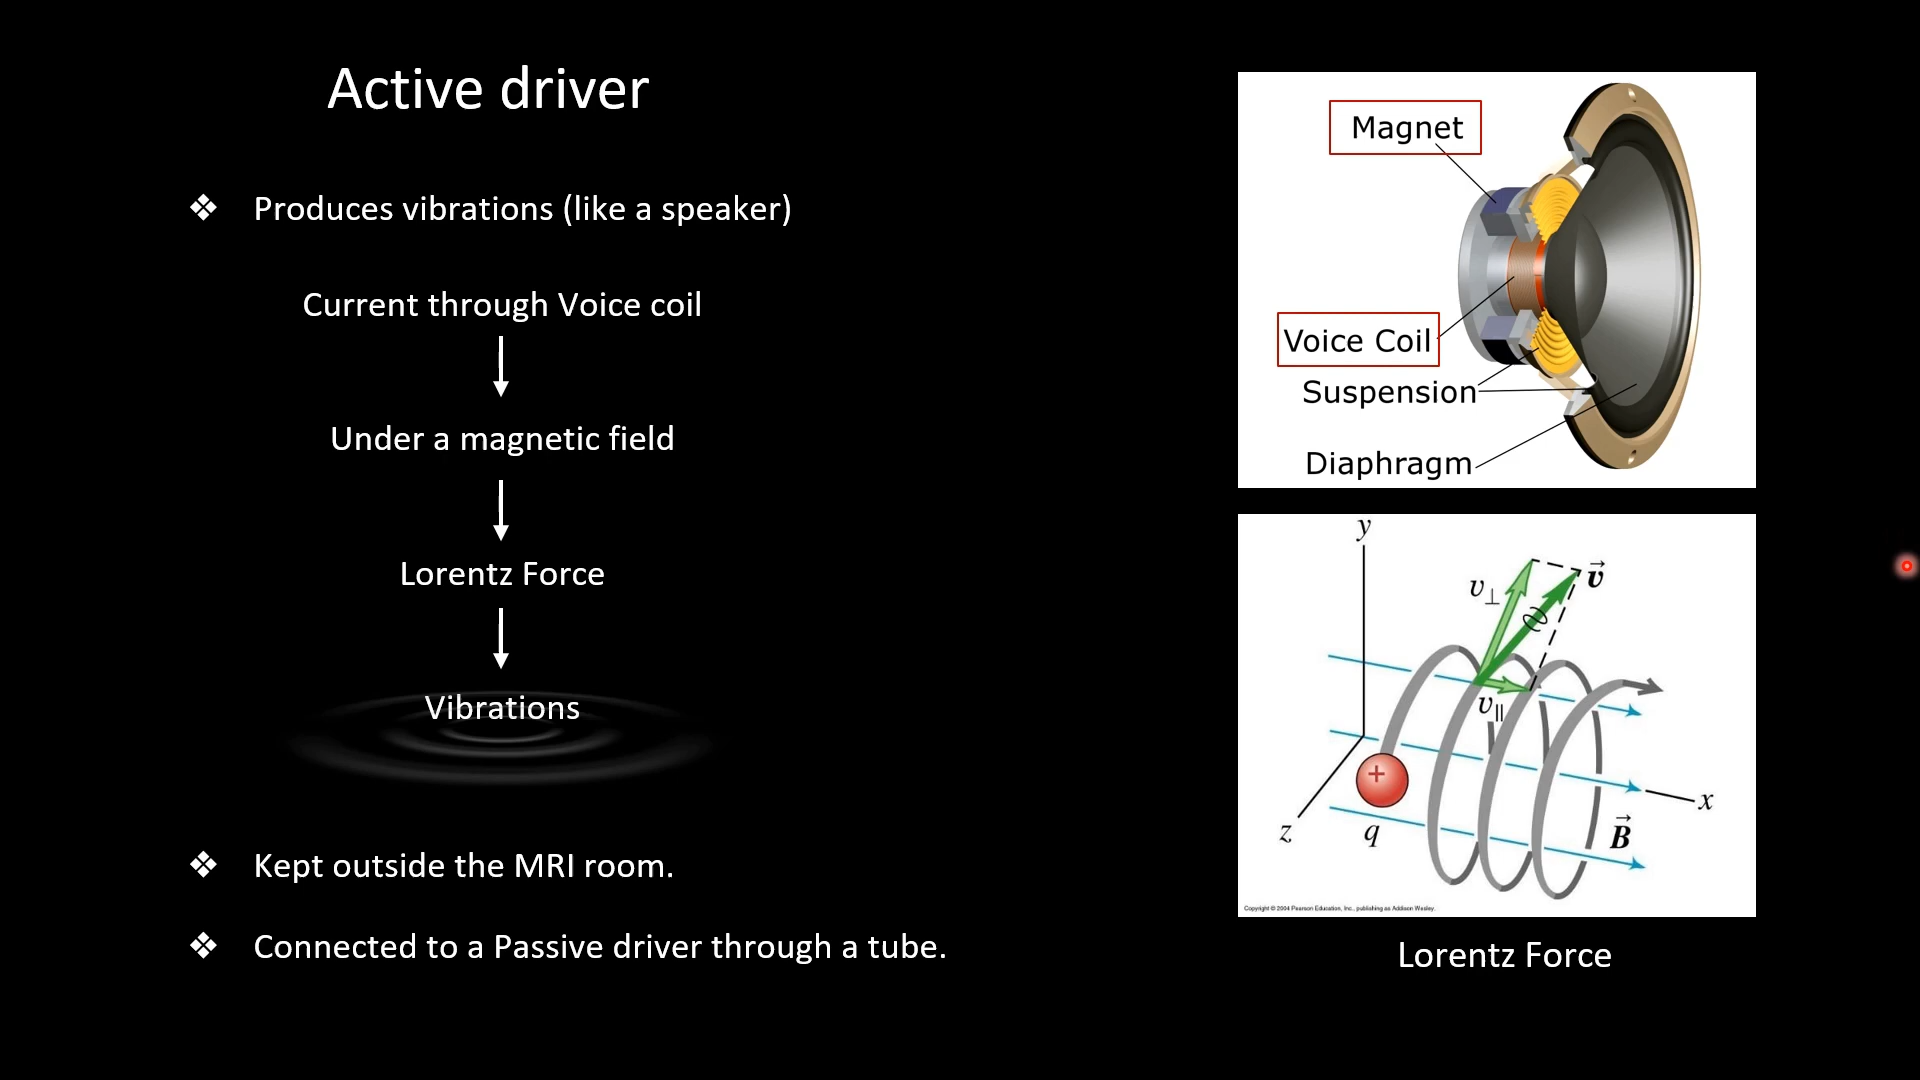 Active driver
❖ Produces vibrations (like a speaker)
Current through Voice coil
Under a magnetic field
Lorentz Force
Vibrations
❖ Kept outside the MRI room.
❖ Connected to a Passive driver through a tube.
Magnet
Voice Coil
Suspension
Diaphragm
y
v⊥
v⃗
v||
+
x
z
q
B⃗
Copyright © 2004 Pearson Education, Inc., publishing as Addison Wesley.
Lorentz Force